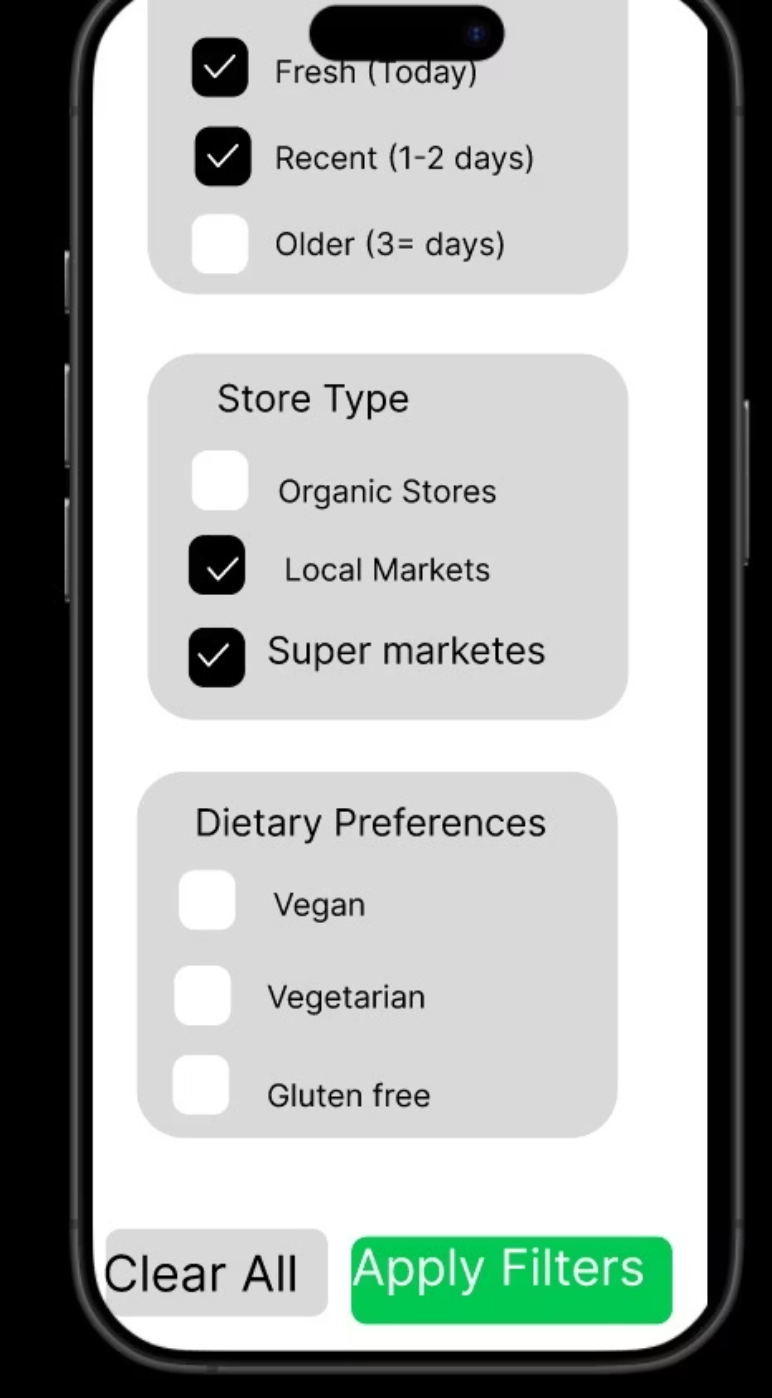 Fresh (Today)
Recent (1-2 days)
Older (3= days)
Store Type
Organic Stores
Local Markets
Super marketes
Dietary Preferences
Vegan
Vegetarian
Gluten free
Clear All
Apply Filters